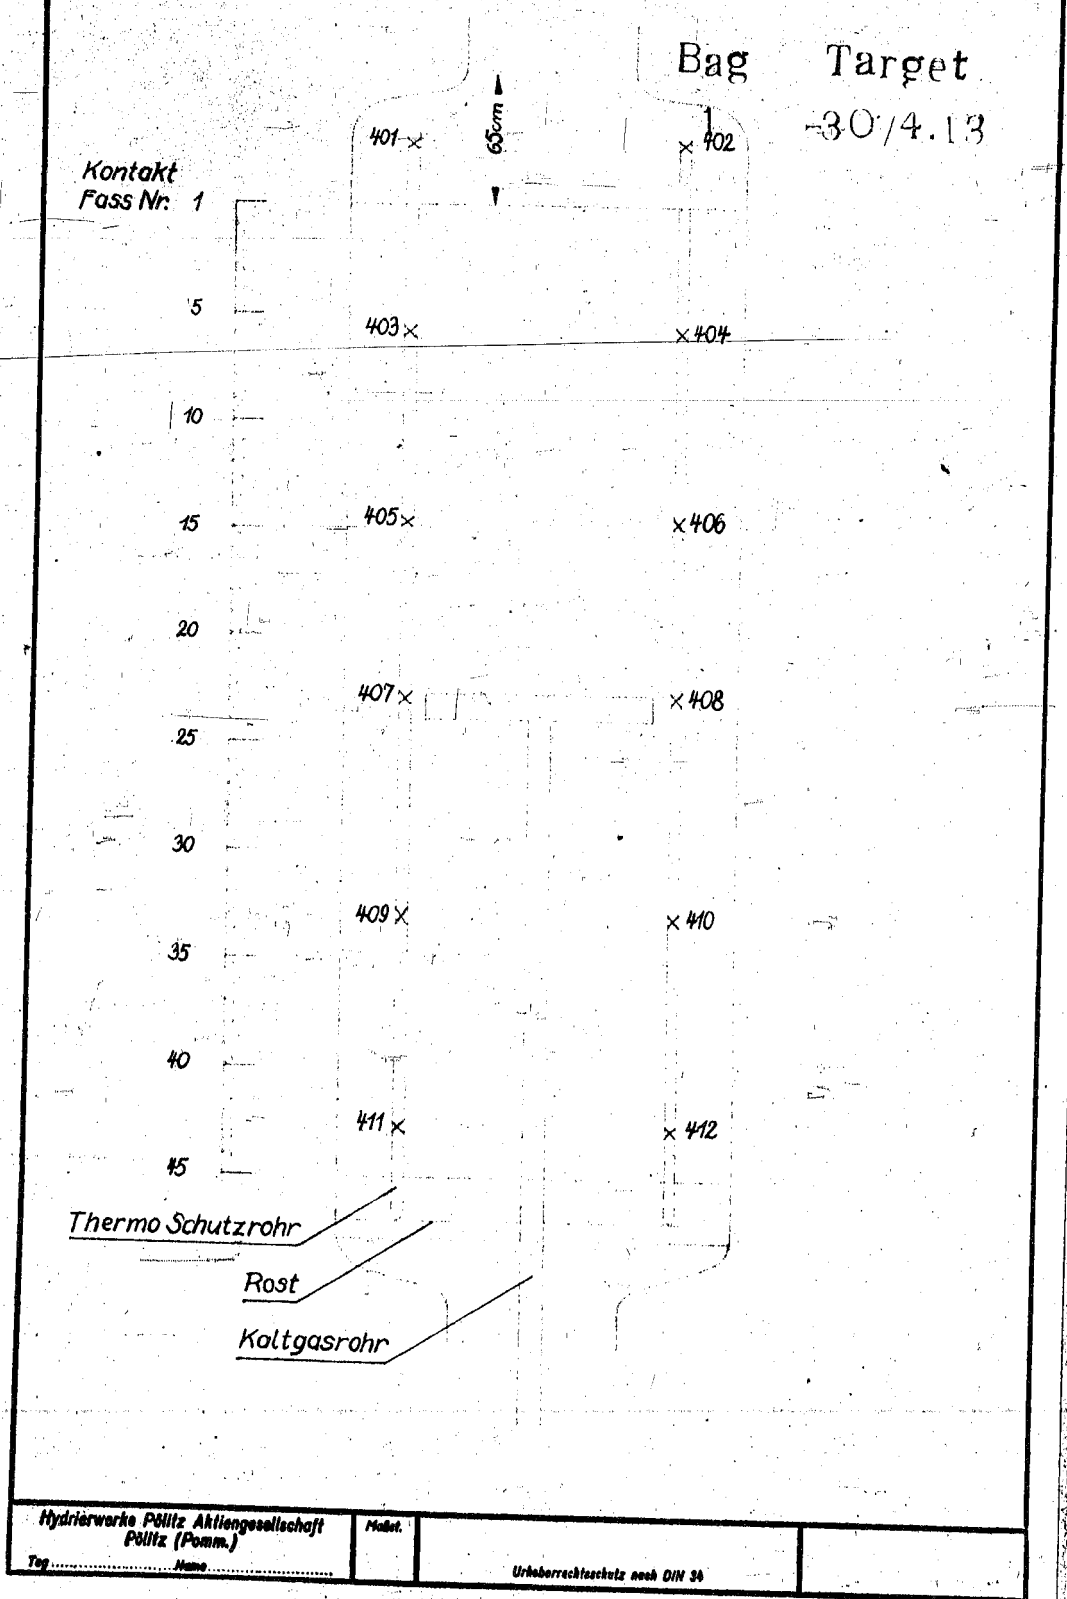 Bag Target
1 -30/4.13
65cm
401 402
Kontakt
Fass Nr. 1
5
403 404
10
15
405 406
20
407 408
25
30
409 410
35
40
411 412
45
Thermo Schutzrohr
Rost
Kaltgasrohr
Hydrierwerke Pölitz Aktiengesellschaft
Pölitz (Pomm.)
Tag Name
Maßst.
Urheberrechtsschutz nach DIN 34